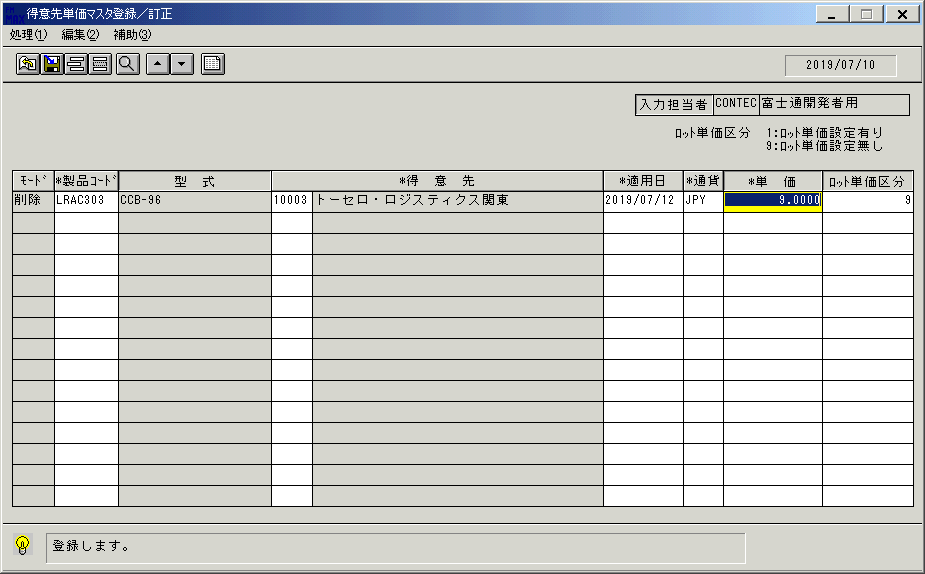 得意先単価マスタ登録／訂正
処理(1) 編集(2) 補助(3)
2019/07/10
入力担当者 CONTEC 富士通開発者用
ﾛｯﾄ単価区分 1:ﾛｯﾄ単価設定有り
9:ﾛｯﾄ単価設定無し
ﾓｰﾄﾞ *製品ｺｰﾄﾞ 型 式 *得 意 先 *適用日 *通貨 *単 価 ﾛｯﾄ単価区分
削除 LRAC303 CCB-96 10003 トーセロ・ロジスティクス関東 2019/07/12 JPY 9.0000 9
登録します。